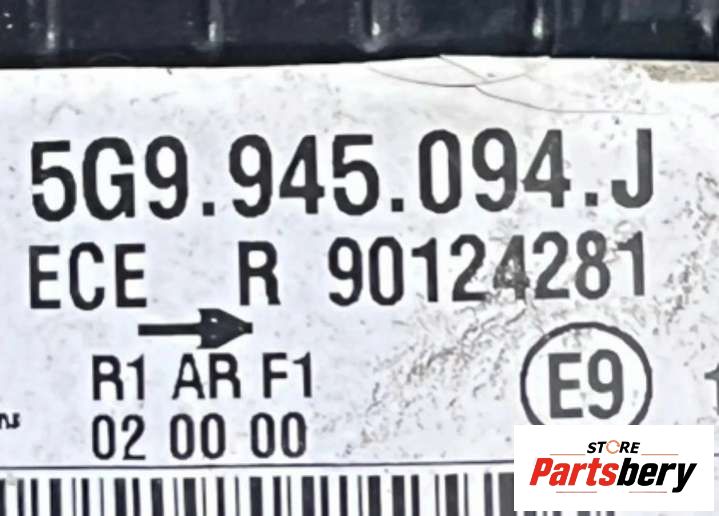 5G9.945.094.J
ECE R 90124281
R1 AR F1
E9
02 00 00
STORE
Partsbery